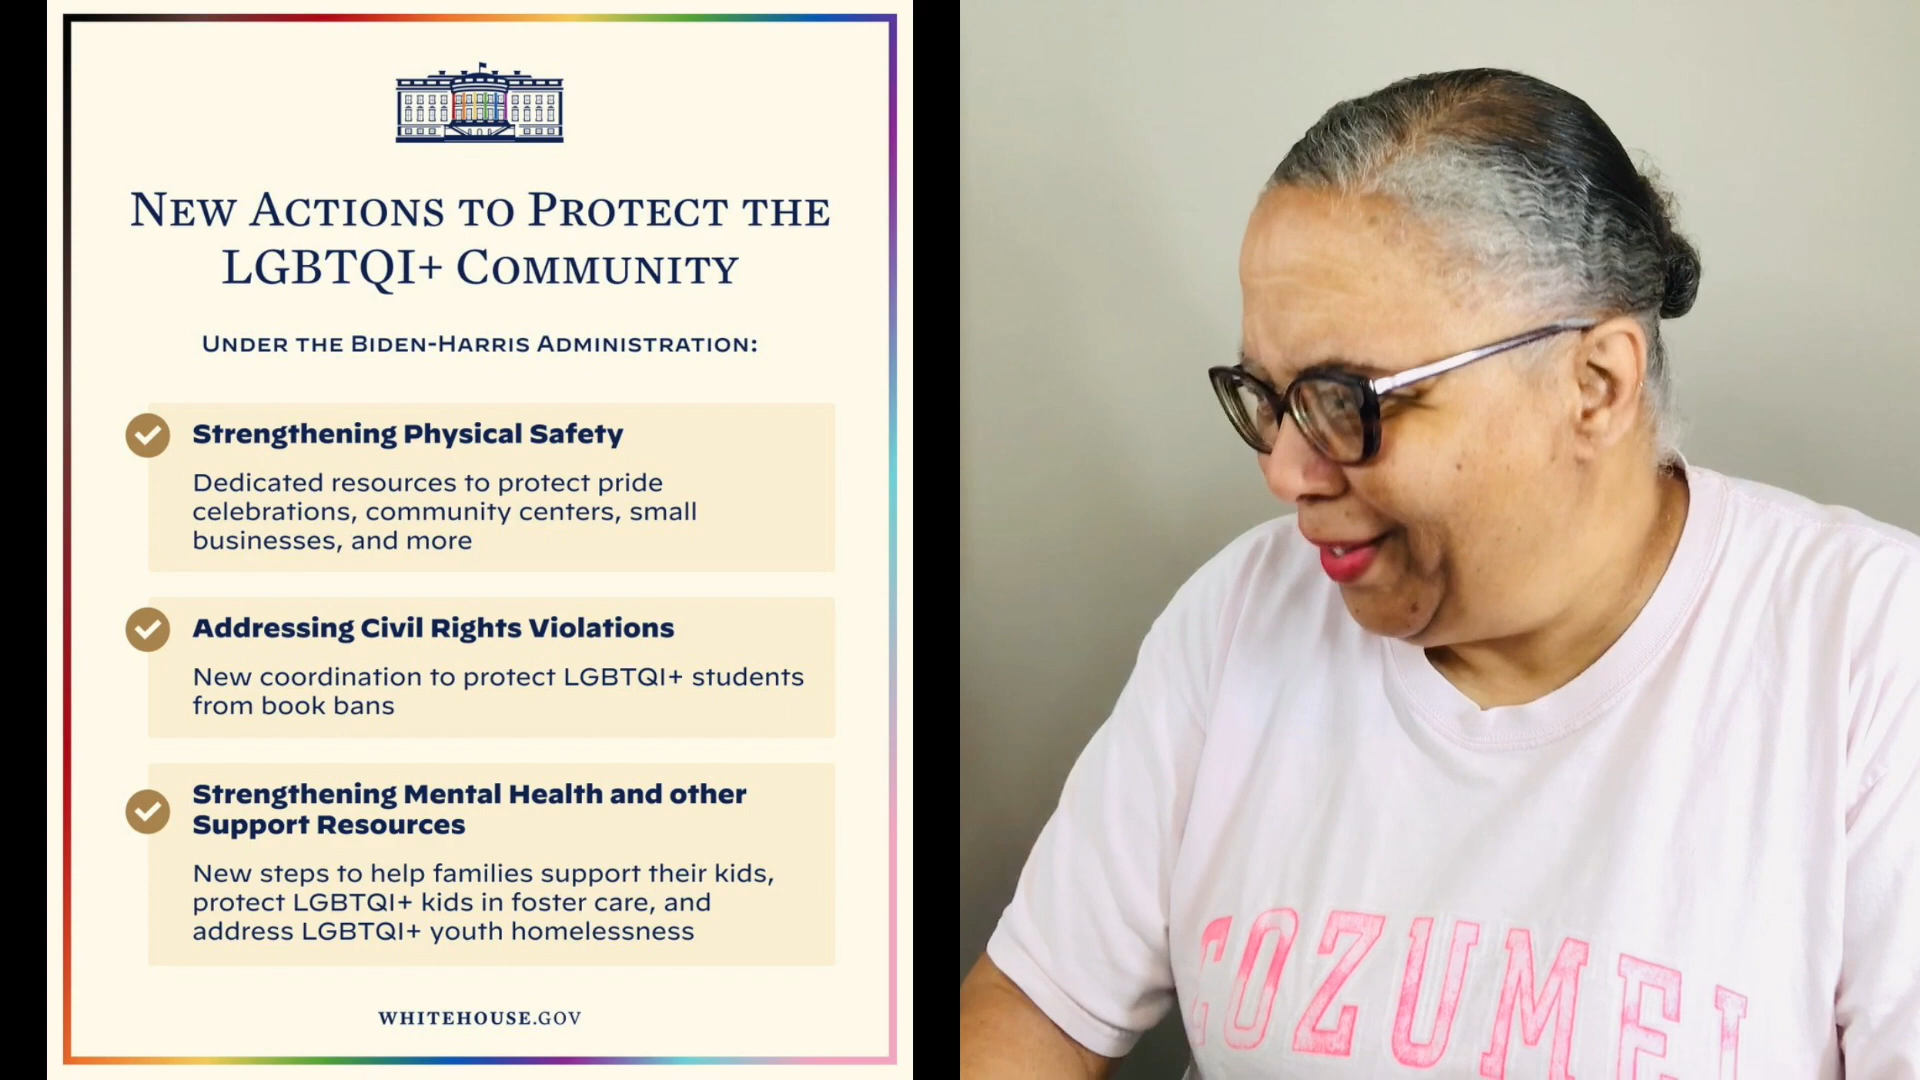 New Actions to Protect the
LGBTQI+ Community
Under the Biden-Harris Administration:
Strengthening Physical Safety
Dedicated resources to protect pride
celebrations, community centers, small
businesses, and more
Addressing Civil Rights Violations
New coordination to protect LGBTQI+ students
from book bans
Strengthening Mental Health and other
Support Resources
New steps to help families support their kids,
protect LGBTQI+ kids in foster care, and
address LGBTQI+ youth homelessness
WHITEHOUSE.GOV
COZUMEL